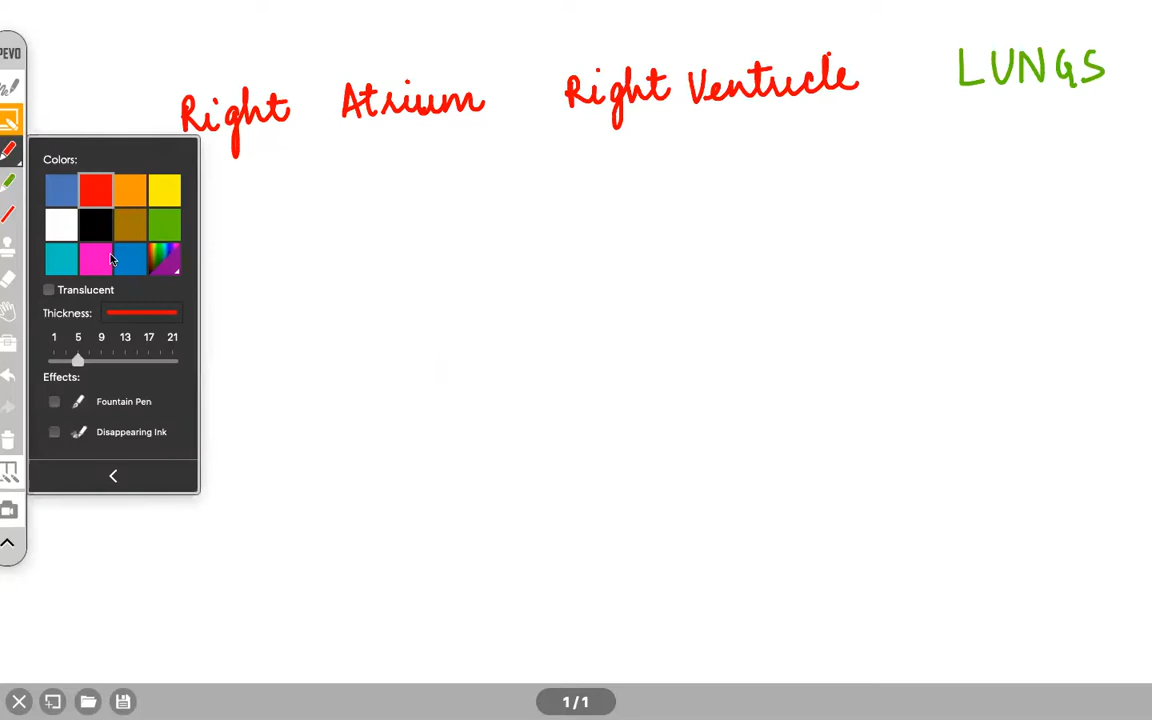 Right Atrium Right Ventricle LUNGS
PEVO
Colors:
Translucent
Thickness:
1 5 9 13 17 21
Effects:
Fountain Pen
Disappearing Ink
1/1